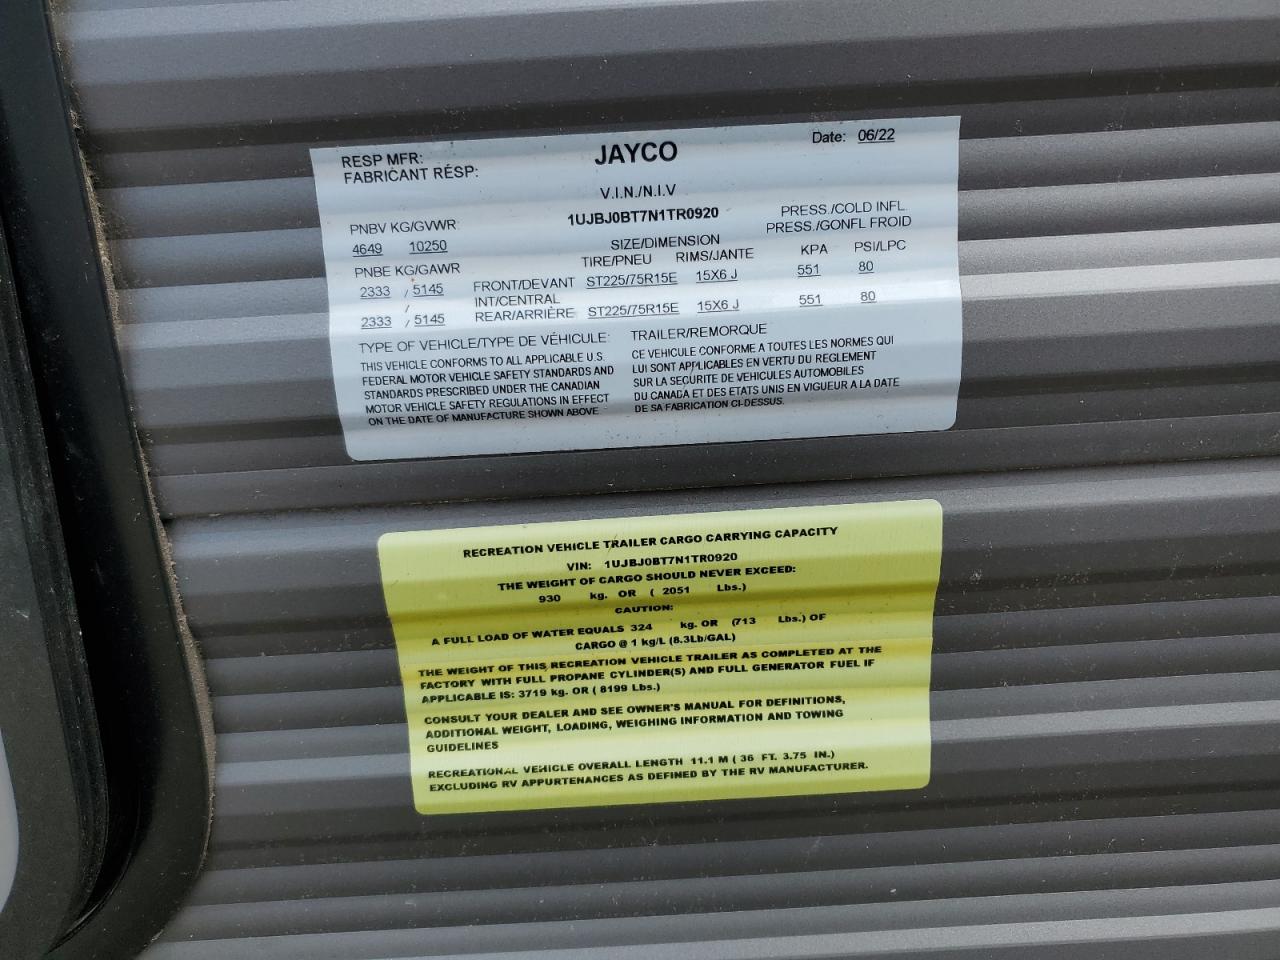 RESP MFR: JAYCO Date: 06/22
FABRICANT RÉSP:
V.I.N./N.I.V
PNBV KG/GVWR: 1UJBJ0BT7N1TR0920 PRESS./COLD INFL
4649 10250 SIZE/DIMENSION PRESS./GONFL FROID
PNBE KG/GAWR TIRE/PNEU RIMS/JANTE KPA PSI/LPC
2333 / 5145 FRONT/DEVANT ST225/75R15E 15X6 J 551 80
/ INT/CENTRAL
2333 / 5145 REAR/ARRIÈRE ST225/75R15E 15X6 J 551 80
TYPE OF VEHICLE/TYPE DE VÉHICULE: TRAILER/REMORQUE
THIS VEHICLE CONFORMS TO ALL APPLICABLE U.S.
FEDERAL MOTOR VEHICLE SAFETY STANDARDS AND
STANDARDS PRESCRIBED UNDER THE CANADIAN
MOTOR VEHICLE SAFETY REGULATIONS IN EFFECT
ON THE DATE OF MANUFACTURE SHOWN ABOVE
CE VEHICULE CONFORME A TOUTES LES NORMES QUI
LUI SONT APPLICABLES EN VERTU DU REGLEMENT
SUR LA SECURITE DE VEHICULES AUTOMOBILES
DU CANADA ET DES ETATS UNIS EN VIGUEUR A LA DATE
DE SA FABRICATION CI-DESSUS.
RECREATION VEHICLE TRAILER CARGO CARRYING CAPACITY
VIN: 1UJBJ0BT7N1TR0920
THE WEIGHT OF CARGO SHOULD NEVER EXCEED:
930 kg. OR ( 2051 Lbs.)
CAUTION:
A FULL LOAD OF WATER EQUALS 324 kg. OR (713 Lbs.) OF
CARGO @ 1 kg/L (8.3Lb/GAL)
THE WEIGHT OF THIS RECREATION VEHICLE TRAILER AS COMPLETED AT THE
FACTORY WITH FULL PROPANE CYLINDER(S) AND FULL GENERATOR FUEL IF
APPLICABLE IS: 3719 kg. OR ( 8199 Lbs.)
CONSULT YOUR DEALER AND SEE OWNER'S MANUAL FOR DEFINITIONS,
ADDITIONAL WEIGHT, LOADING, WEIGHING INFORMATION AND TOWING
GUIDELINES
RECREATIONAL VEHICLE OVERALL LENGTH 11.1 M ( 36 FT. 3.75 IN.)
EXCLUDING RV APPURTENANCES AS DEFINED BY THE RV MANUFACTURER.